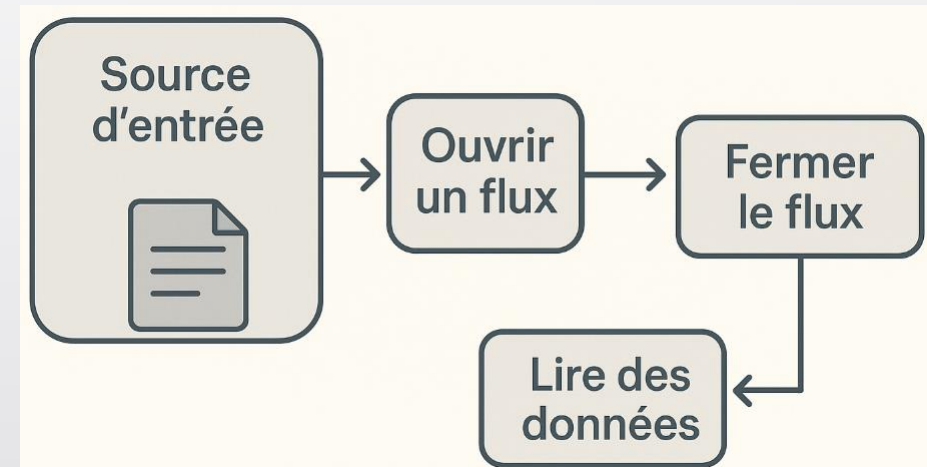 Source
d'entrée
Ouvrir
un flux
Fermer
le flux
Lire des
données